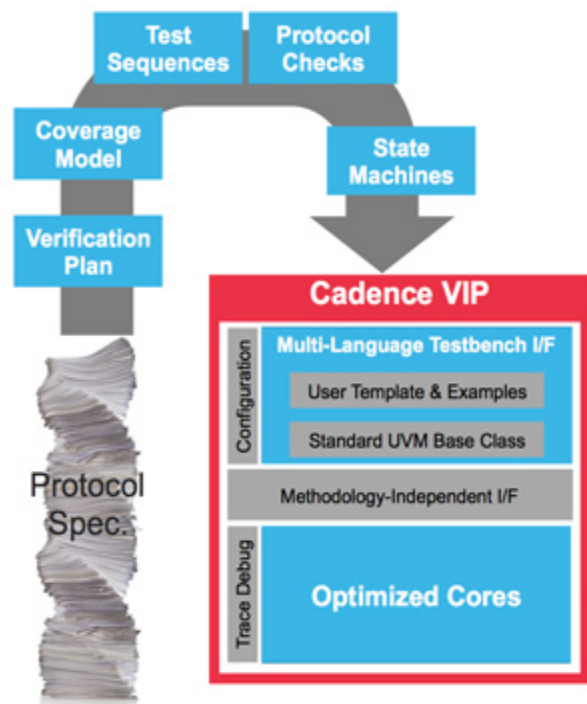 Test
Sequences
Protocol
Checks
Coverage
Model
State
Machines
Verification
Plan
Protocol
Spec.
Cadence VIP
Configuration
Multi-Language Testbench I/F
User Template & Examples
Standard UVM Base Class
Methodology-Independent I/F
Trace Debug
Optimized Cores